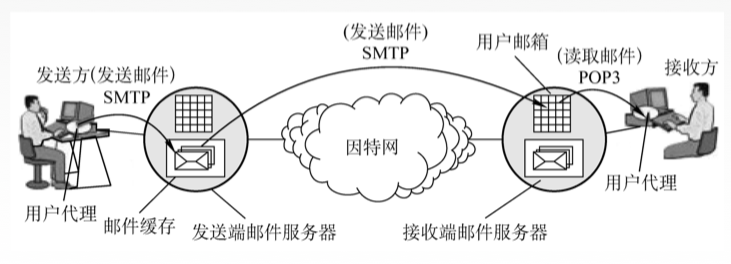 (发送邮件)
SMTP
用户邮箱
(读取邮件)
POP3
接收方
发送方(发送邮件)
SMTP
因特网
用户代理
邮件缓存
发送端邮件服务器
接收端邮件服务器
用户代理